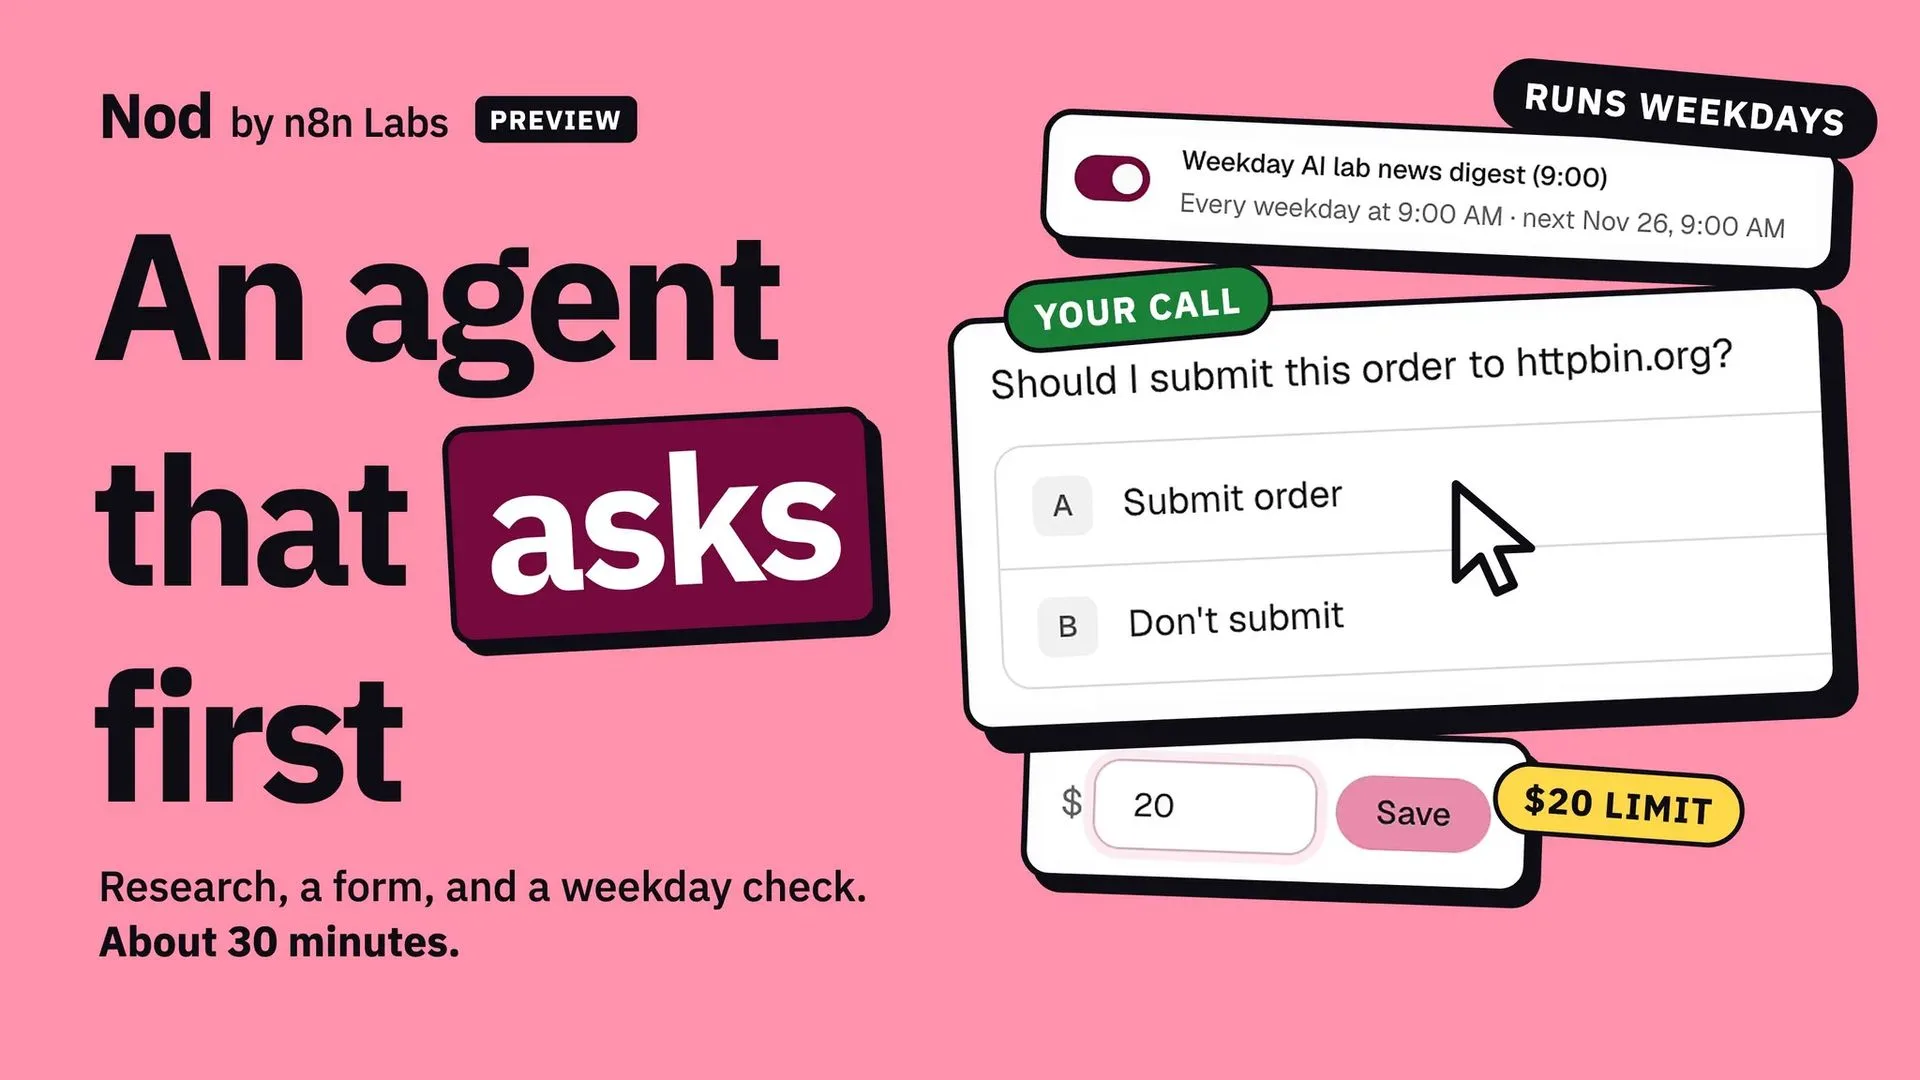 Nod by n8n Labs PREVIEW
An agent
that asks
first
Research, a form, and a weekday check.
About 30 minutes.
RUNS WEEKDAYS
Weekday AI lab news digest (9:00)
Every weekday at 9:00 AM · next Nov 26, 9:00 AM
YOUR CALL
Should I submit this order to httpbin.org?
A Submit order
B Don't submit
$ 20 Save
$20 LIMIT